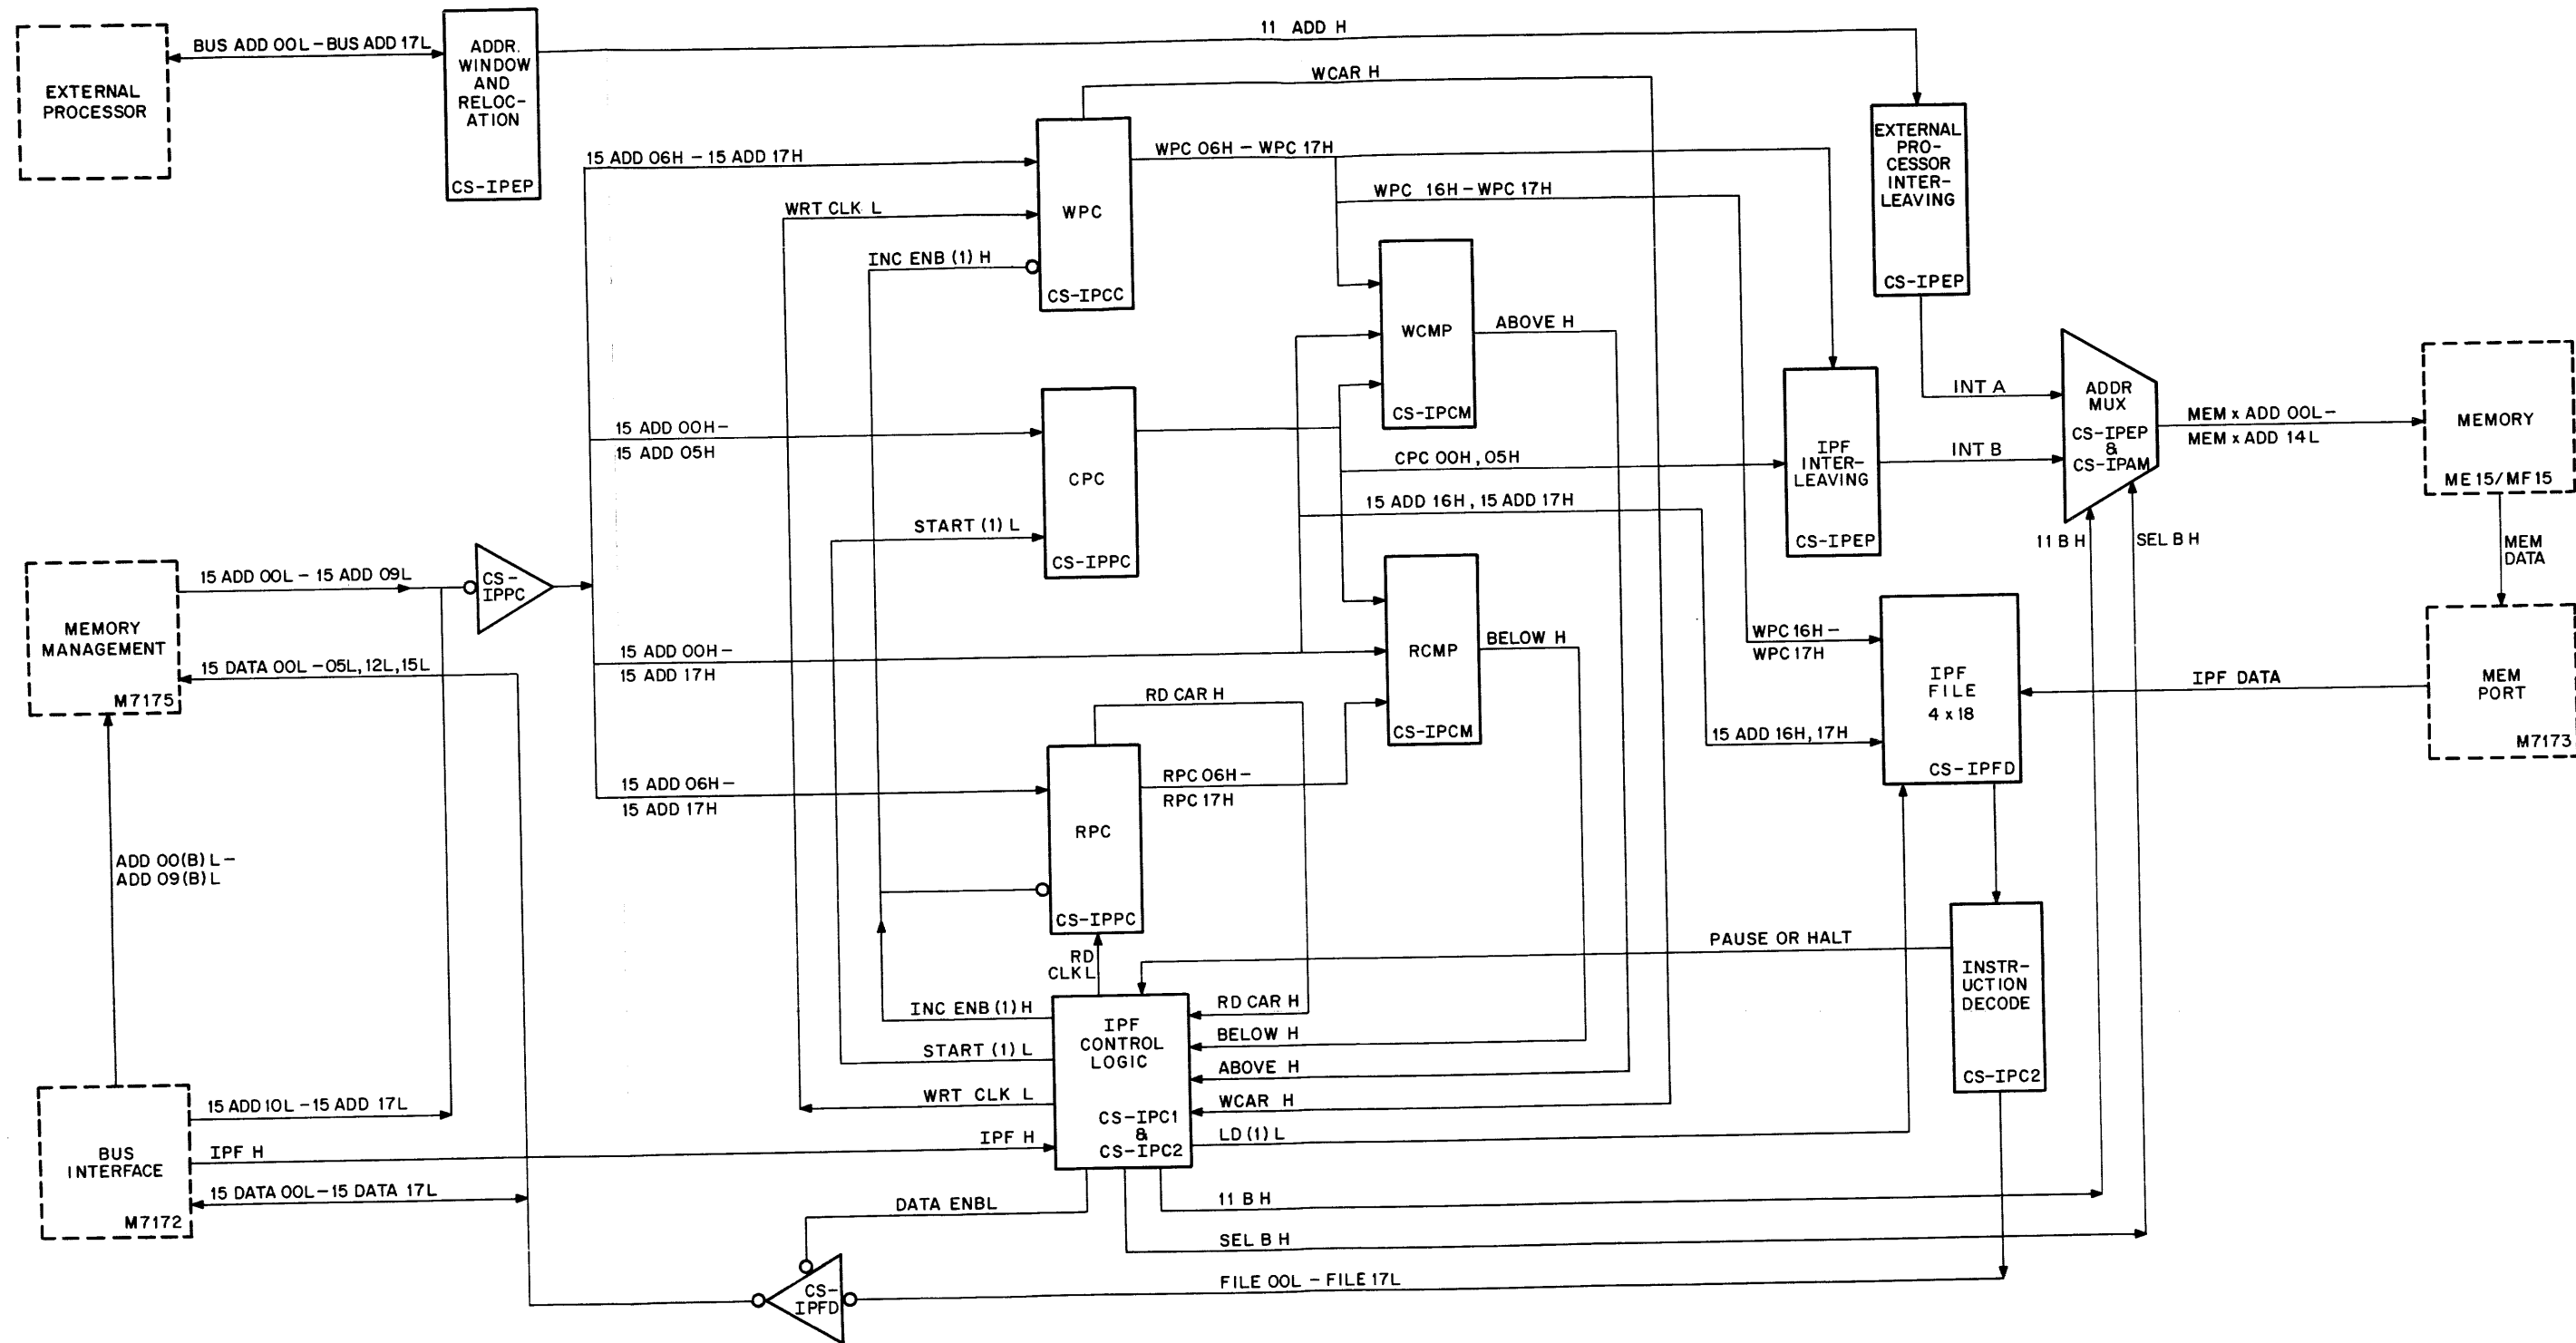 EXTERNAL
PROCESSOR
BUS ADD 00L – BUS ADD 17L
ADDR.
WINDOW
AND
RELOC-
ATION
CS-IPEP
11 ADD H
WCAR H
EXTERNAL
PRO-
CESSOR
INTER-
LEAVING
CS-IPEP
15 ADD 06H – 15 ADD 17H
WRT CLK L
INC ENB (1) H
WPC
CS-IPCC
WPC 06H – WPC 17H
WPC 16H – WPC 17H
WCMP
CS-IPCM
ABOVE H
15 ADD 00H –
15 ADD 05H
START (1) L
CPC
CS-IPPC
CPC 00H, 05H
15 ADD 16H, 15 ADD 17H
IPF
INTER-
LEAVING
CS-IPEP
INT A
INT B
ADDR
MUX
CS-IPEP
&
CS-IPAM
11 B H
SEL B H
MEM x ADD 00L –
MEM x ADD 14L
MEMORY
ME15/MF15
MEM
DATA
MEMORY
MANAGEMENT
M7175
15 ADD 00L – 15 ADD 09L
15 DATA 00L – 05L, 12L, 15L
CS-
IPPC
15 ADD 00H –
15 ADD 17H
RCMP
CS-IPCM
BELOW H
WPC 16H –
WPC 17H
15 ADD 16H, 17H
IPF
FILE
4 x 18
CS-IPFD
IPF DATA
MEM
PORT
M7173
RD CAR H
15 ADD 06H –
15 ADD 17H
RPC
CS-IPPC
RPC 06H –
RPC 17H
ADD 00(B) L –
ADD 09(B) L
RD
CLK L
PAUSE OR HALT
INSTR-
UCTION
DECODE
CS-IPC2
INC ENB (1) H
START (1) L
WRT CLK L
IPF H
IPF
CONTROL
LOGIC
CS-IPC1
&
CS-IPC2
RD CAR H
BELOW H
ABOVE H
WCAR H
LD (1) L
11 B H
SEL B H
BUS
INTERFACE
M7172
15 ADD 10L – 15 ADD 17L
IPF H
15 DATA 00L – 15 DATA 17L
DATA ENBL
CS-
IPFD
FILE 00L – FILE 17L